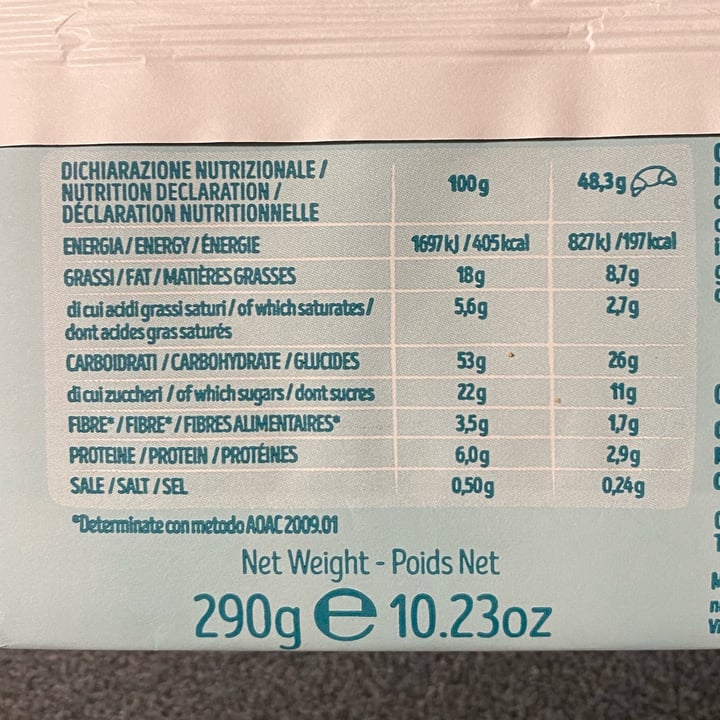 DICHIARAZIONE NUTRIZIONALE /
NUTRITION DECLARATION /
DÉCLARATION NUTRITIONNELLE
100g 48,3g
ENERGIA / ENERGY / ÉNERGIE 1697 kJ / 405 kcal 827 kJ / 197 kcal
GRASSI / FAT / MATIÈRES GRASSES 18g 8,7g
di cui acidi grassi saturi / of which saturates /
dont acides gras saturés 5,6g 2,7g
CARBOIDRATI / CARBOHYDRATE / GLUCIDES 53g 26g
di cui zuccheri / of which sugars / dont sucres 22g 11g
FIBRE* / FIBRE* / FIBRES ALIMENTAIRES* 3,5g 1,7g
PROTEINE / PROTEIN / PROTÉINES 6,0g 2,9g
SALE / SALT / SEL 0,50g 0,24g
*Determinate con metodo AOAC 2009.01
Net Weight - Poids Net
290g e 10.23oz